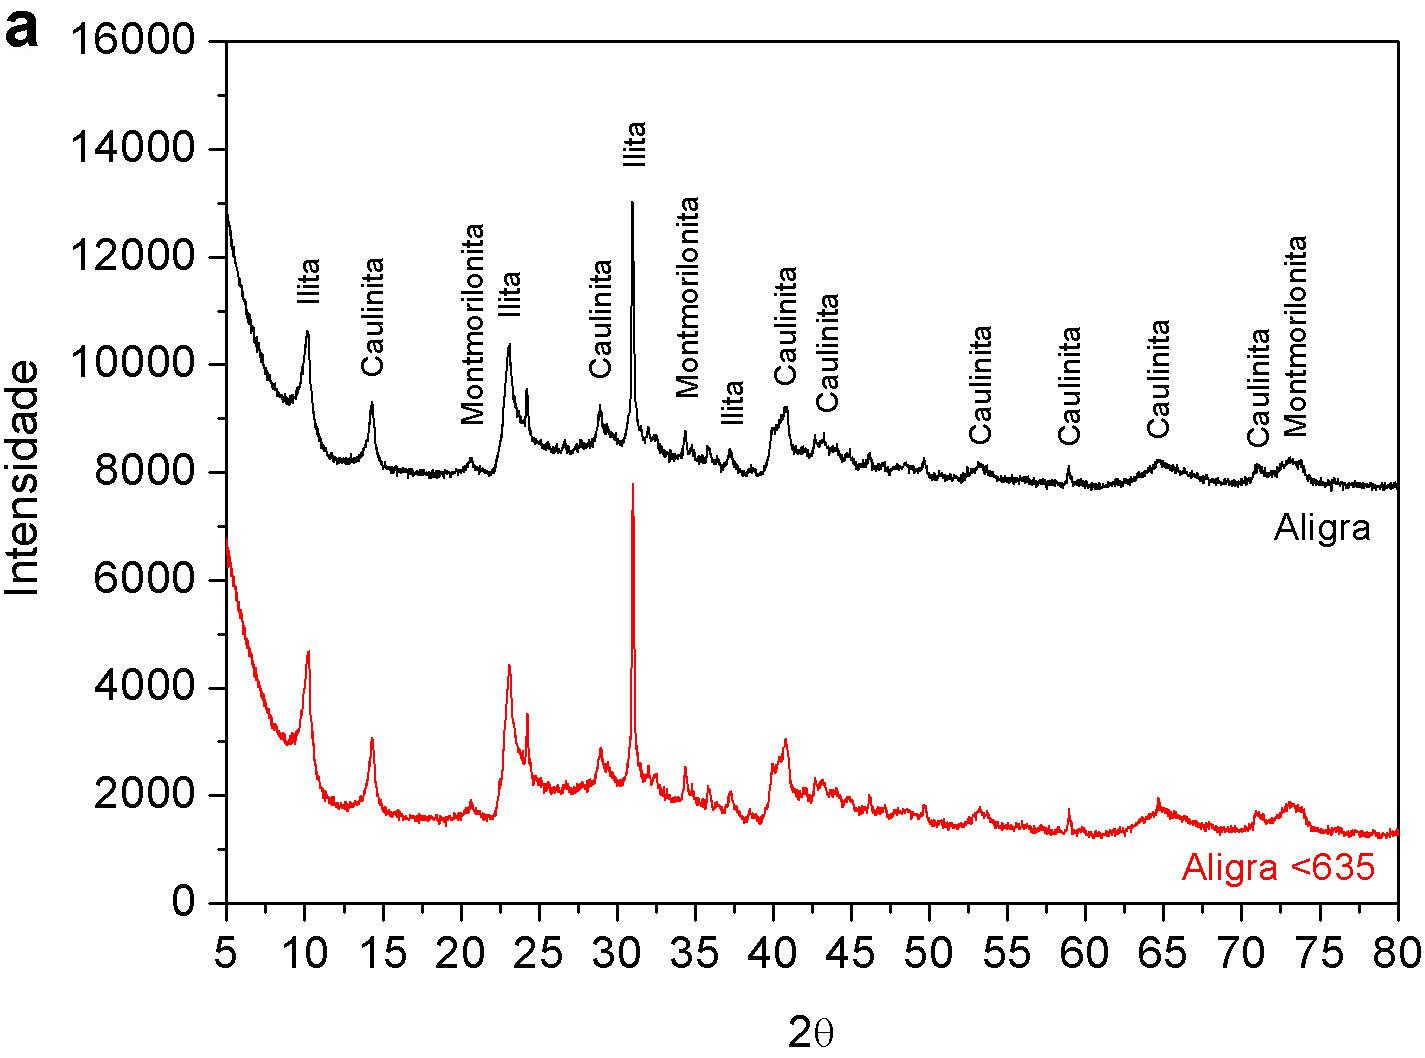 a
16000
14000
12000
10000
8000
6000
4000
2000
0
Intensidade
Ilita
Caulinita
Montmorilonita
Ilita
Caulinita
Ilita
Montmorilonita
Ilita
Caulinita
Caulinita
Caulinita
Caulinita
Caulinita
Caulinita
Montmorilonita
Aligra
Aligra <635
5 10 15 20 25 30 35 40 45 50 55 60 65 70 75 80
2θ